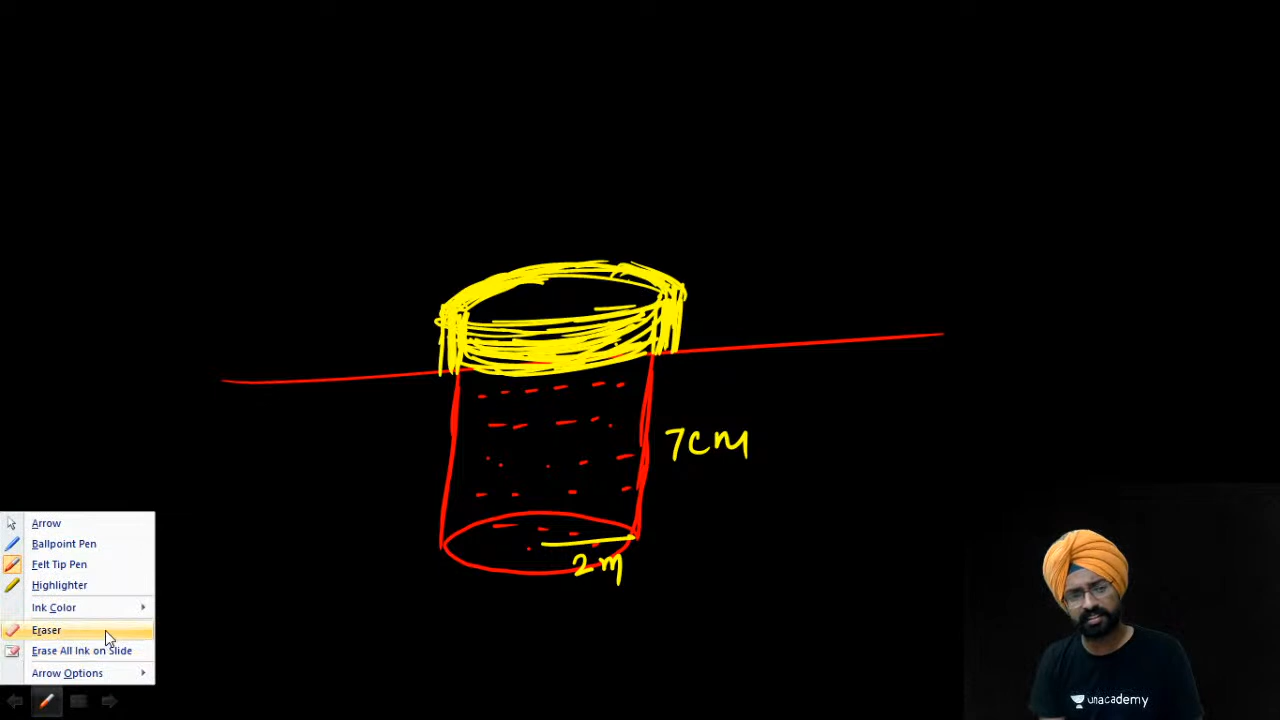 7cm
2m
Arrow
Ballpoint Pen
Felt Tip Pen
Highlighter
Ink Color
Eraser
Erase All Ink on Slide
Arrow Options
unacademy